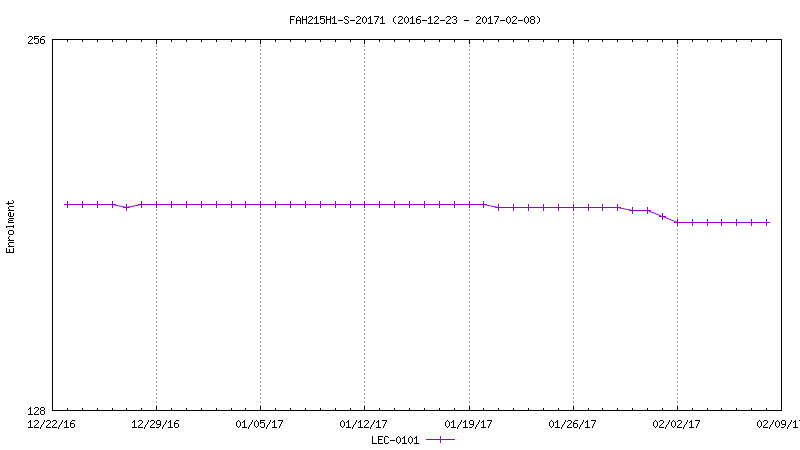 FAH215H1-S-20171 (2016-12-23 - 2017-02-08)
256
Enrolment
128
12/22/16 12/29/16 01/05/17 01/12/17 01/19/17 01/26/17 02/02/17 02/09/1
LEC-0101